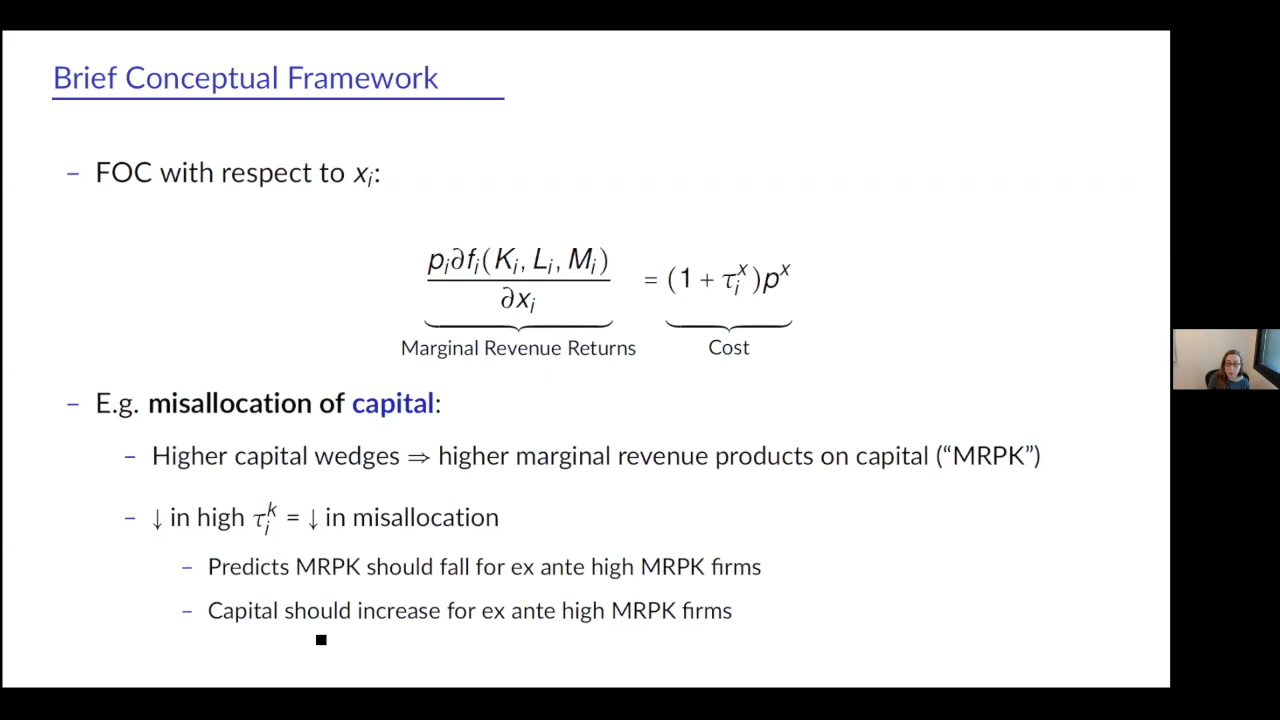 Brief Conceptual Framework
– FOC with respect to xᵢ:
pᵢ∂fᵢ(Kᵢ, Lᵢ, Mᵢ)
= (1 + τᵢˣ)pˣ
∂xᵢ
Marginal Revenue Returns Cost
– E.g. misallocation of capital:
– Higher capital wedges ⇒ higher marginal revenue products on capital (“MRPK”)
– ↓ in high τᵢᵏ = ↓ in misallocation
– Predicts MRPK should fall for ex ante high MRPK firms
– Capital should increase for ex ante high MRPK firms